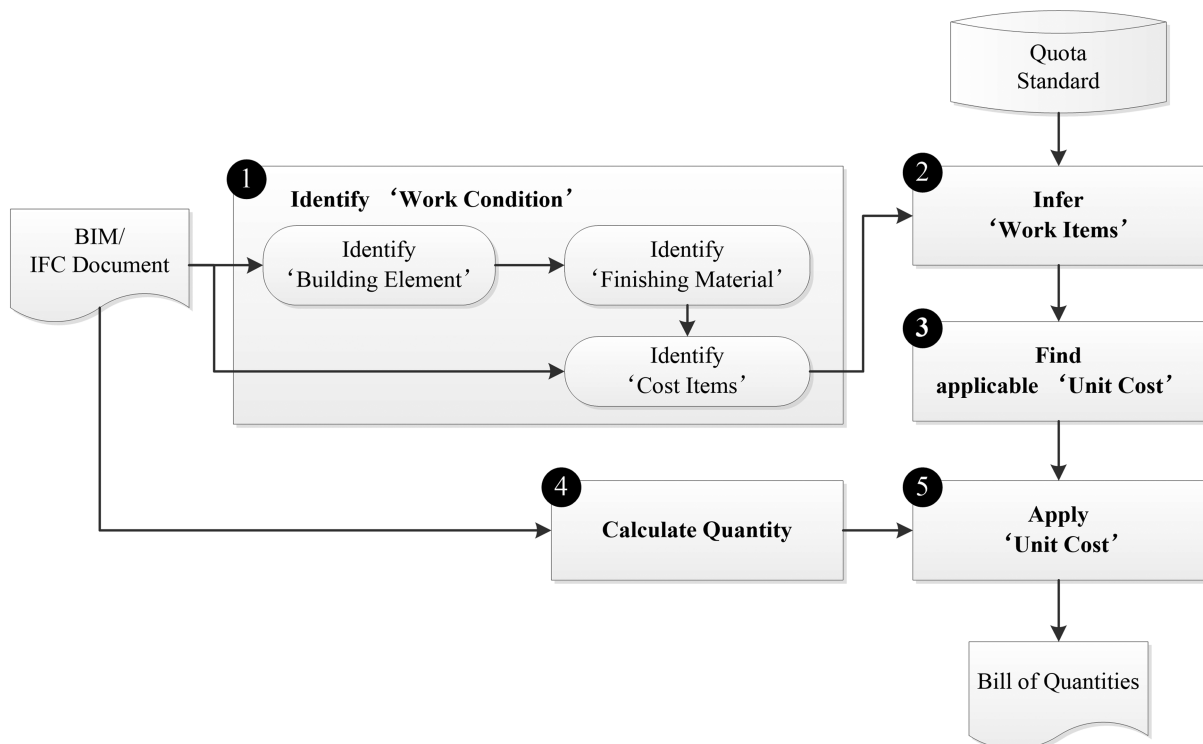 Quota
Standard
1
Identify ‘Work Condition’
BIM/
IFC Document
Identify
‘Building Element’
Identify
‘Finishing Material’
Identify
‘Cost Items’
2
Infer
‘Work Items’
3
Find
applicable ‘Unit Cost’
4
Calculate Quantity
5
Apply
‘Unit Cost’
Bill of Quantities